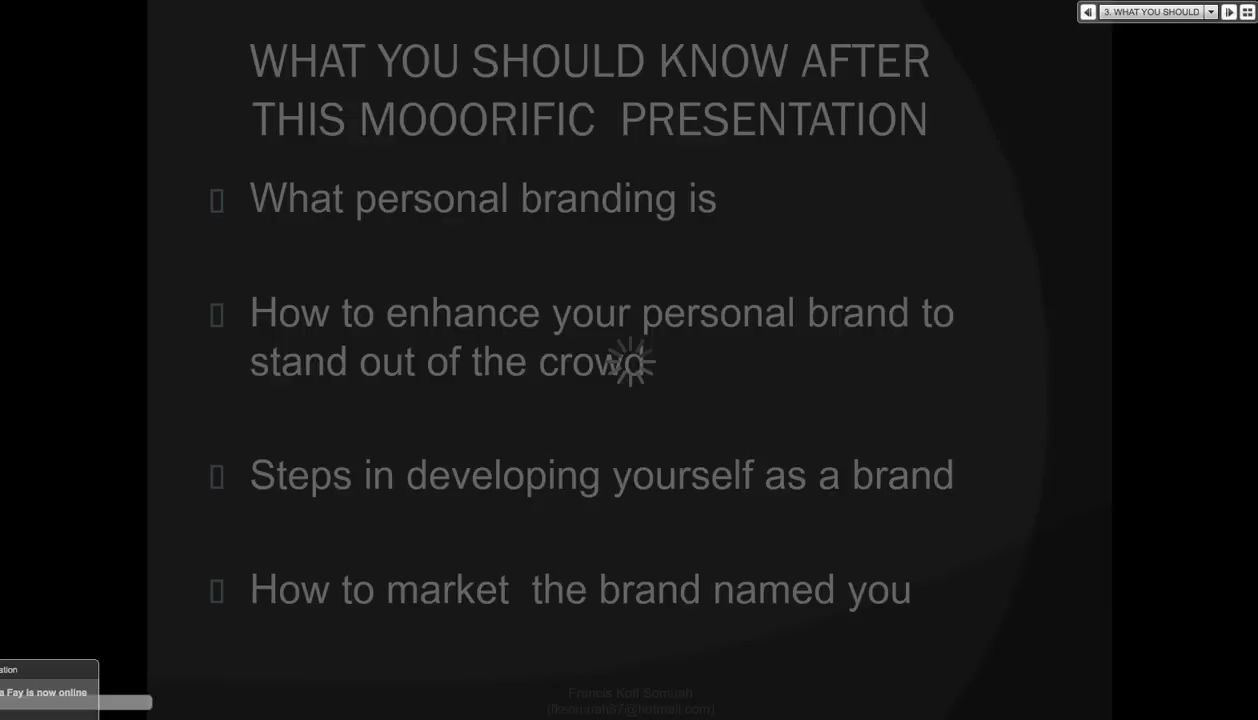 3. WHAT YOU SHOULD
WHAT YOU SHOULD KNOW AFTER
THIS MOOORIFIC PRESENTATION
What personal branding is
How to enhance your personal brand to
stand out of the crowd
Steps in developing yourself as a brand
How to market the brand named you
ation
a Fay is now online
Francis Kofi